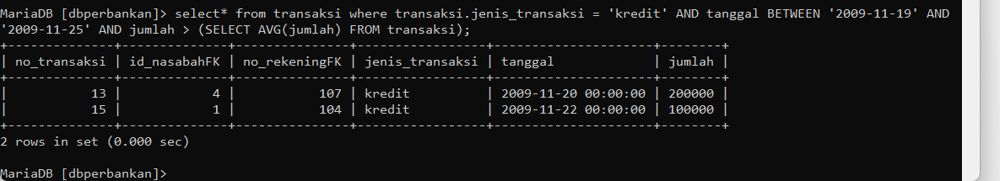 MariaDB [dbperbankan]> select* from transaksi where transaksi.jenis_transaksi = 'kredit' AND tanggal BETWEEN '2009-11-19' AND
'2009-11-25' AND jumlah > (SELECT AVG(jumlah) FROM transaksi);
+--------------+--------------+---------------+-----------------+---------------------+--------+
| no_transaksi | id_nasabahFK | no_rekeningFK | jenis_transaksi | tanggal             | jumlah |
+--------------+--------------+---------------+-----------------+---------------------+--------+
|           13 |            4 |           107 | kredit          | 2009-11-20 00:00:00 | 200000 |
|           15 |            1 |           104 | kredit          | 2009-11-22 00:00:00 | 100000 |
+--------------+--------------+---------------+-----------------+---------------------+--------+
2 rows in set (0.000 sec)
MariaDB [dbperbankan]>